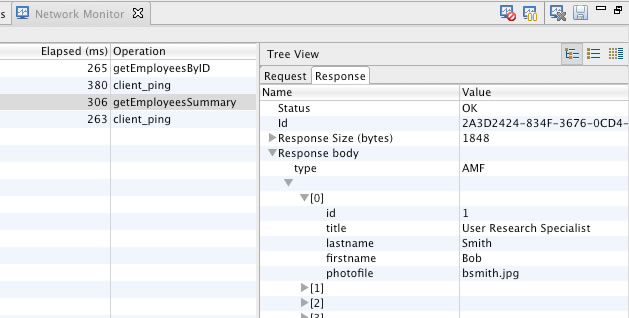 s Network Monitor
Tree View
Elapsed (ms) Operation
265 getEmployeesByID
380 client_ping
306 getEmployeesSummary
263 client_ping
Request Response
Name Value
Status OK
Id 2A3D2424-834F-3676-0CD4-
Response Size (bytes) 1848
Response body
type AMF
[0]
id 1
title User Research Specialist
lastname Smith
firstname Bob
photofile bsmith.jpg
[1]
[2]
[3]